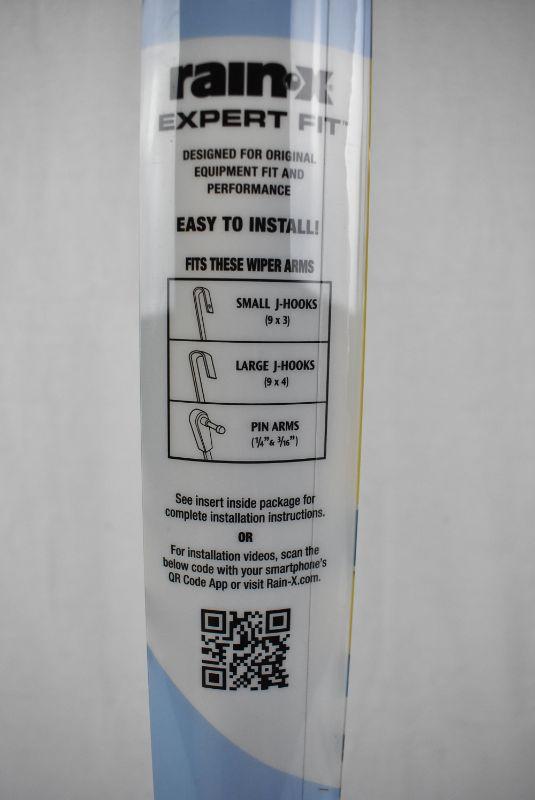 rain-x
EXPERT FIT™
DESIGNED FOR ORIGINAL
EQUIPMENT FIT AND
PERFORMANCE
EASY TO INSTALL!
FITS THESE WIPER ARMS
SMALL J-HOOKS
(9 x 3)
LARGE J-HOOKS
(9 x 4)
PIN ARMS
(1/4" & 3/16")
See insert inside package for
complete installation instructions.
OR
For installation videos, scan the
below code with your smartphone's
QR Code App or visit Rain-X.com.